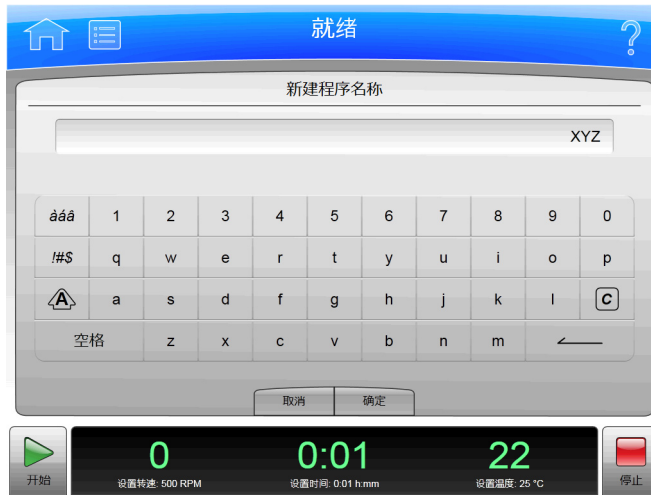 就绪
新建程序名称
XYZ
àáâ 1 2 3 4 5 6 7 8 9 0
!#$ q w e r t y u i o p
A a s d f g h j k l C
空格 z x c v b n m
取消 确定
开始 0 0:01 22 停止
设置转速: 500 RPM 设置时间: 0:01 h:mm 设置温度: 25 °C